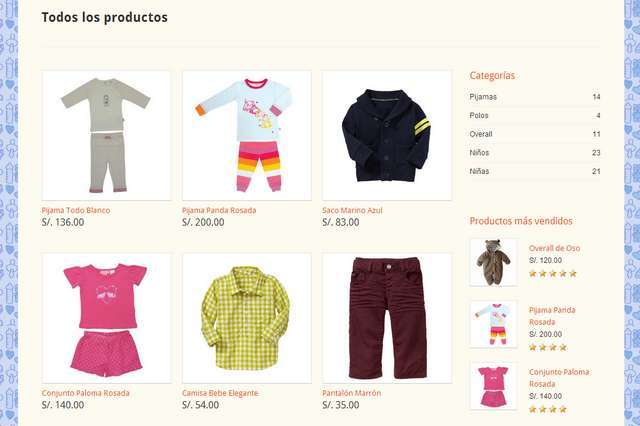 Todos los productos
Pijama Todo Blanco
S/. 136.00
Pijama Panda Rosada
S/. 200.00
Saco Marino Azul
S/. 83.00
Conjunto Paloma Rosada
S/. 140.00
Camisa Bebe Elegante
S/. 54.00
Pantalón Marrón
S/. 35.00
Categorías
Pijamas 14
Polos 4
Overall 11
Niños 23
Niñas 21
Productos más vendidos
Overall de Oso
S/. 120.00
Pijama Panda
Rosada
S/. 200.00
Conjunto Paloma
Rosada
S/. 140.00